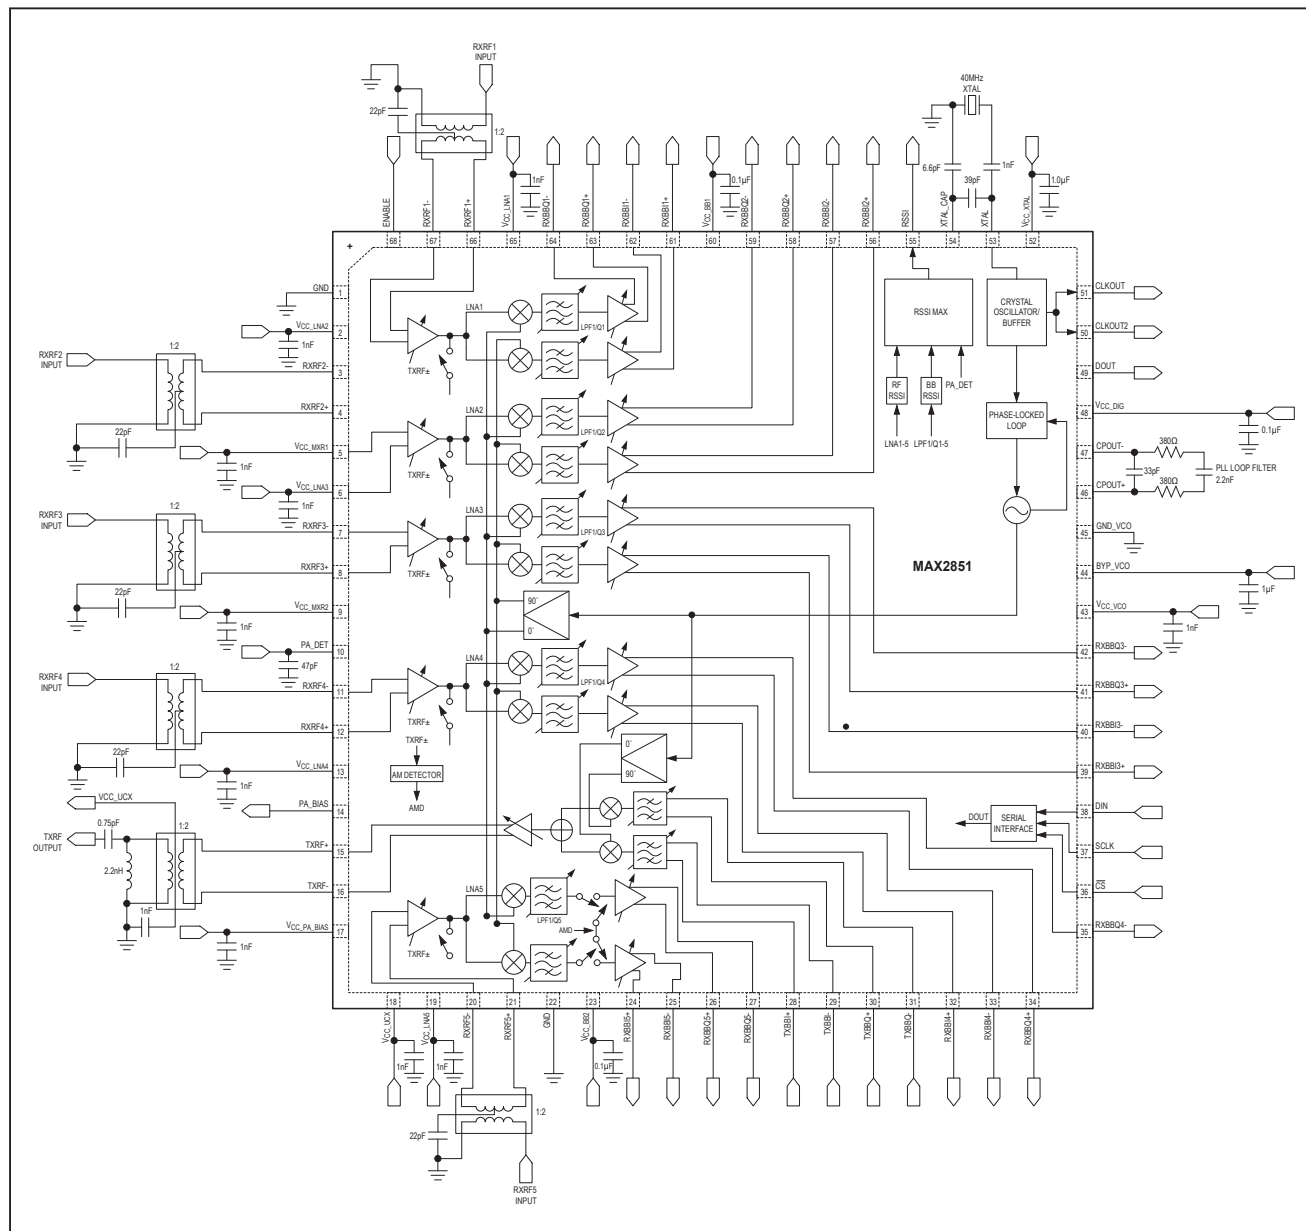 RXRF1
INPUT
40MHz
XTAL
22pF
1:2
1nF
0.1µF
6.6pF
39pF
1nF
1.0µF
ENABLE
RXRF1-
RXRF1+
VCC_LNA1
RXBBQ1-
RXBBQ1+
RXBBI1-
RXBBI1+
VCC_BB1
RXBBQ2-
RXBBQ2+
RXBBI2-
RXBBI2+
RSSI
XTAL_CAP
XTAL
VCC_XTAL
+
68
67
66
65
64
63
62
61
60
59
58
57
56
55
54
53
52
GND
1
LNA1
LPF1/Q1
TXRF±
RSSI MAX
CRYSTAL
OSCILLATOR/
BUFFER
51
CLKOUT
VCC_LNA2
2
1nF
50
CLKOUT2
RXRF2
INPUT
1:2
RXRF2-
3
RF
RSSI
BB
RSSI
PA_DET
49
DOUT
RXRF2+
4
LNA2
LPF1/Q2
TXRF±
LNA1-5
LPF1/Q1-5
PHASE-LOCKED
LOOP
48
VCC_DIG
0.1µF
22pF
VCC_MXR1
5
1nF
47
CPOUT-
380Ω
33pF
PLL LOOP FILTER
2.2nF
VCC_LNA3
6
1nF
46
CPOUT+
380Ω
RXRF3
INPUT
1:2
RXRF3-
7
LNA3
LPF1/Q3
TXRF±
45
GND_VCO
MAX2851
RXRF3+
8
44
BYP_VCO
1µF
22pF
VCC_MXR2
9
1nF
90˚
0˚
43
VCC_VCO
1nF
PA_DET
10
47pF
42
RXBBQ3-
RXRF4
INPUT
1:2
RXRF4-
11
LNA4
LPF1/Q4
TXRF±
41
RXBBQ3+
RXRF4+
12
0˚
90˚
40
RXBBI3-
22pF
VCC_LNA4
13
1nF
AM DETECTOR
AMD
39
RXBBI3+
VCC_UCX
PA_BIAS
14
DOUT
SERIAL
INTERFACE
38
DIN
TXRF
OUTPUT
0.75pF
1:2
TXRF+
15
37
SCLK
2.2nH
TXRF-
16
LNA5
LPF1/Q5
TXRF±
AMD
36
CS
1nF
VCC_PA_BIAS
17
1nF
35
RXBBQ4-
18
19
20
21
22
23
24
25
26
27
28
29
30
31
32
33
34
VCC_UCX
VCC_LNA5
RXRF5-
RXRF5+
GND
VCC_BB2
RXBBI5+
RXBBI5-
RXBBQ5+
RXBBQ5-
TXBBI+
TXBBI-
TXBBQ+
TXBBQ-
RXBBI4+
RXBBI4-
RXBBQ4+
1nF
1nF
0.1µF
1:2
22pF
RXRF5
INPUT